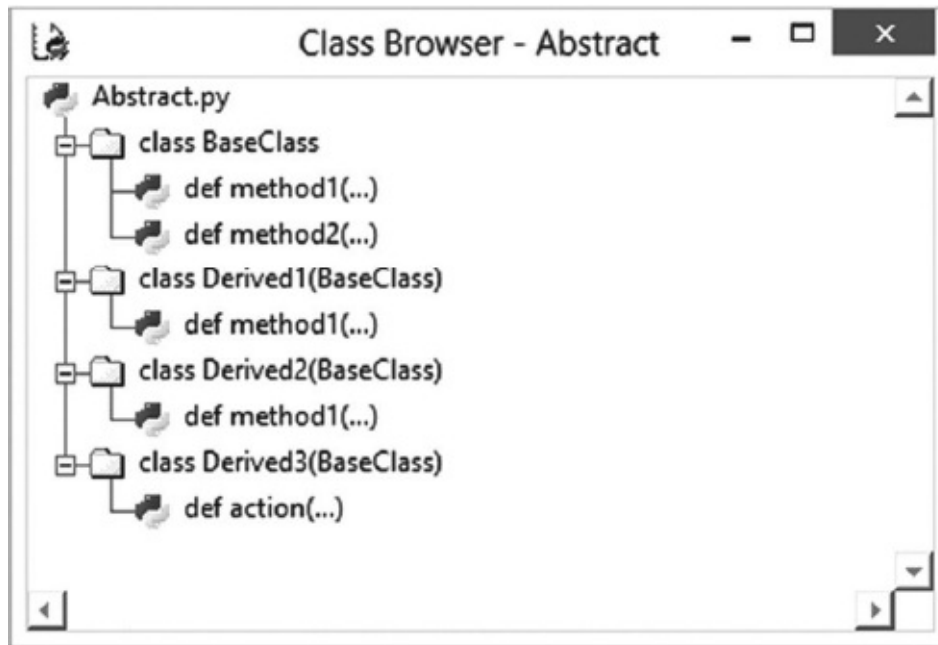 Class Browser - Abstract
Abstract.py
class BaseClass
def method1(...)
def method2(...)
class Derived1(BaseClass)
def method1(...)
class Derived2(BaseClass)
def method1(...)
class Derived3(BaseClass)
def action(...)